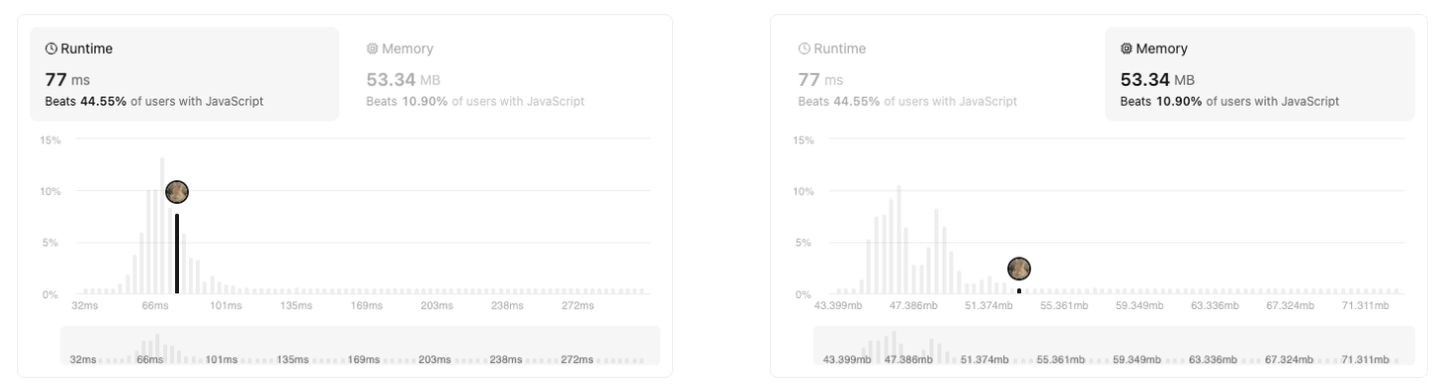 Runtime
77 ms
Beats 44.55% of users with JavaScript
Memory
53.34 MB
Beats 10.90% of users with JavaScript
15%
10%
5%
0%
32ms 66ms 101ms 135ms 169ms 203ms 238ms 272ms
32ms 66ms 101ms 135ms 169ms 203ms 238ms 272ms
Runtime
77 ms
Beats 44.55% of users with JavaScript
Memory
53.34 MB
Beats 10.90% of users with JavaScript
15%
10%
5%
0%
43.399mb 47.386mb 51.374mb 55.361mb 59.349mb 63.336mb 67.324mb 71.311mb
43.399mb 47.386mb 51.374mb 55.361mb 59.349mb 63.336mb 67.324mb 71.311mb